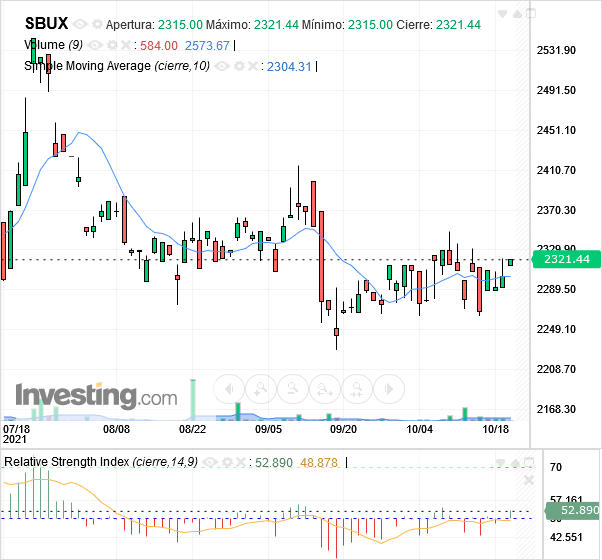 SBUX Apertura: 2315.00 Máximo: 2321.44 Mínimo: 2315.00 Cierre: 2321.44
Volume (9) : 584.00 2573.67 |
Simple Moving Average (cierre,10) : 2304.31 |
2531.90
2491.50
2451.10
2410.70
2370.30
2329.90
2321.44
2289.50
2249.10
2208.70
2168.30
Investing.com
07/18 08/08 08/22 09/05 09/20 10/04 10/18
2021
Relative Strength Index (cierre,14,9) : 52.890 48.878 |
70
57.161
52.890
50
42.551